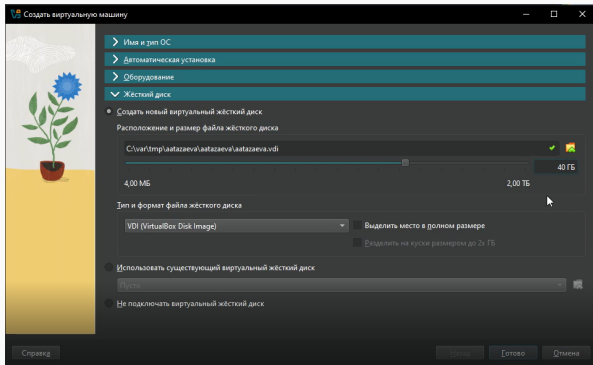 Создать виртуальную машину
Имя и тип ОС
Автоматическая установка
Оборудование
Жёсткий диск
Создать новый виртуальный жёсткий диск
Расположение и размер файла жёсткого диска
C:\var\tmp\aatazaeva\aatazaeva\aatazaeva.vdi
40 ГБ
4,00 МБ 2,00 ТБ
Тип и формат файла жёсткого диска
VDI (VirtualBox Disk Image) Выделить место в полном размере
Разделить на куски размером до 2х ГБ
Использовать существующий виртуальный жёсткий диск
Пусто
Не подключать виртуальный жёсткий диск
Справка Назад Готово Отмена